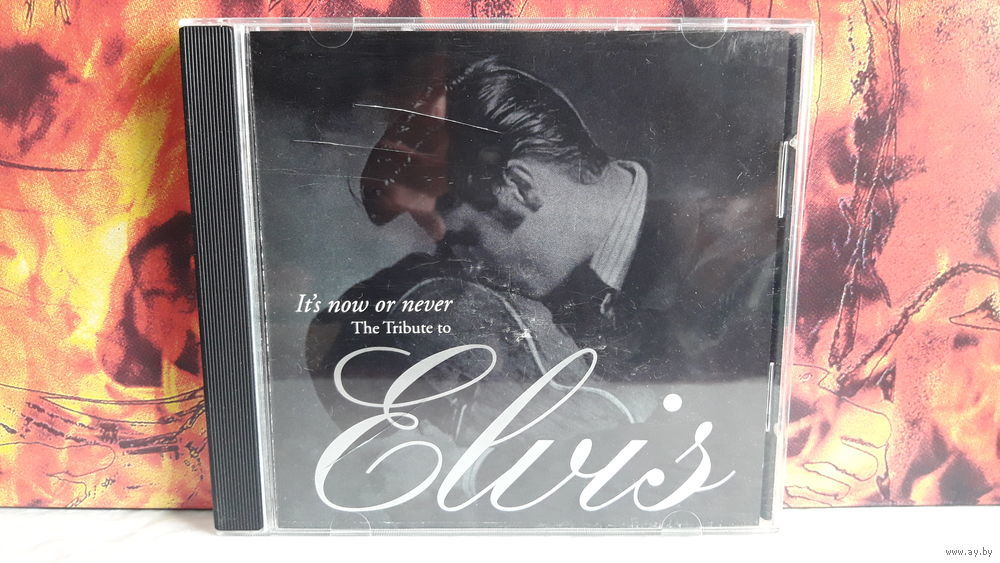 It's now or never
The Tribute to
Elvis
www.ay.by